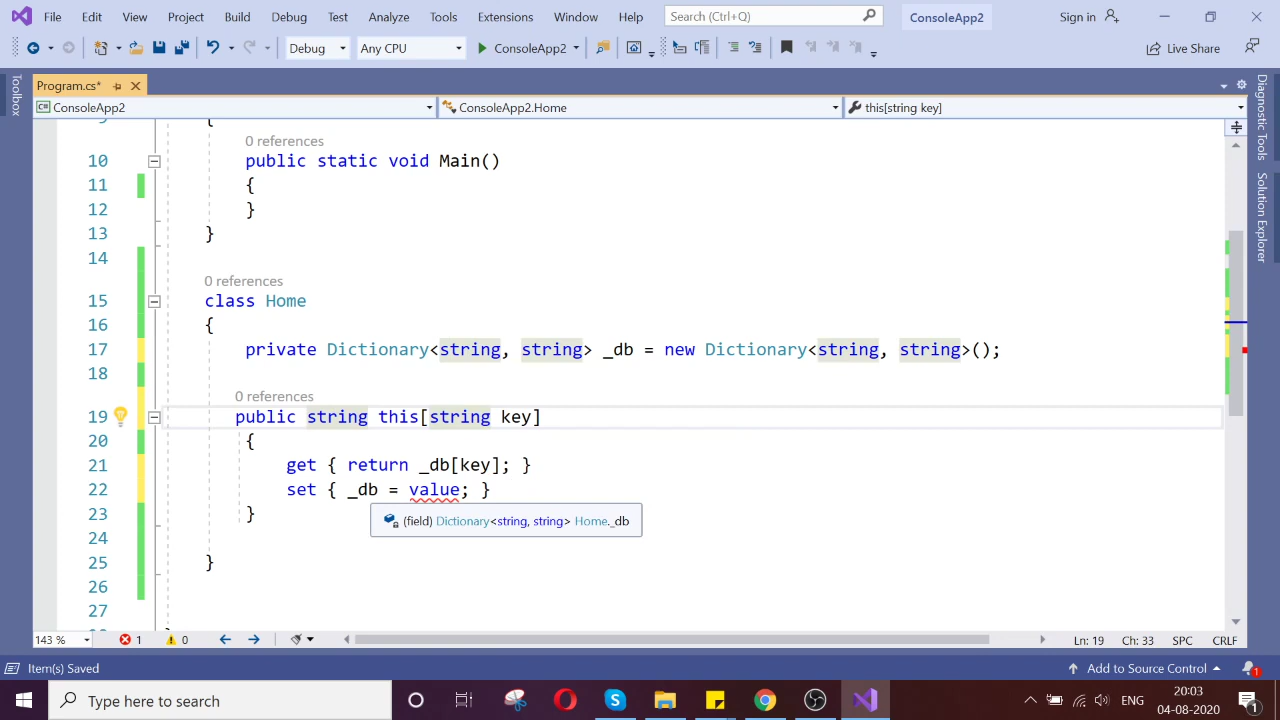 File Edit View Project Build Debug Test Analyze Tools Extensions Window Help Search (Ctrl+Q) ConsoleApp2 Sign in
Debug Any CPU ConsoleApp2 Live Share
Toolbox
Program.cs*
ConsoleApp2 ConsoleApp2.Home this[string key]
Diagnostic Tools
Solution Explorer
{
0 references
10 public static void Main()
11 {
12 }
13 }
14
0 references
15 class Home
16 {
17 private Dictionary<string, string> _db = new Dictionary<string, string>();
18
0 references
19 public string this[string key]
20 {
21 get { return _db[key]; }
22 set { _db = value; }
(field) Dictionary<string, string> Home._db
23 }
24
25 }
26
27
143 % 1 0 Ln: 19 Ch: 33 SPC CRLF
Item(s) Saved Add to Source Control 1
Type here to search ENG 20:03
04-08-2020 1